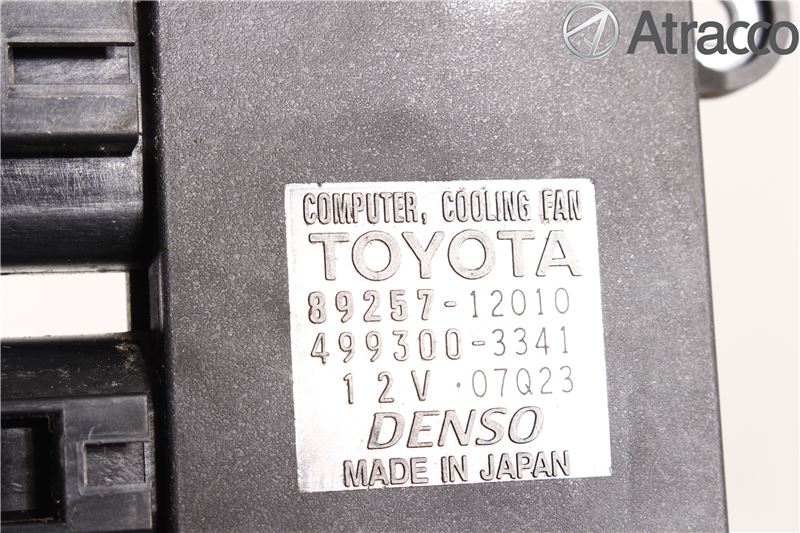 Atracco
COMPUTER, COOLING FAN
TOYOTA
89257-12010
499300-3341
12V 07Q23
DENSO
MADE IN JAPAN